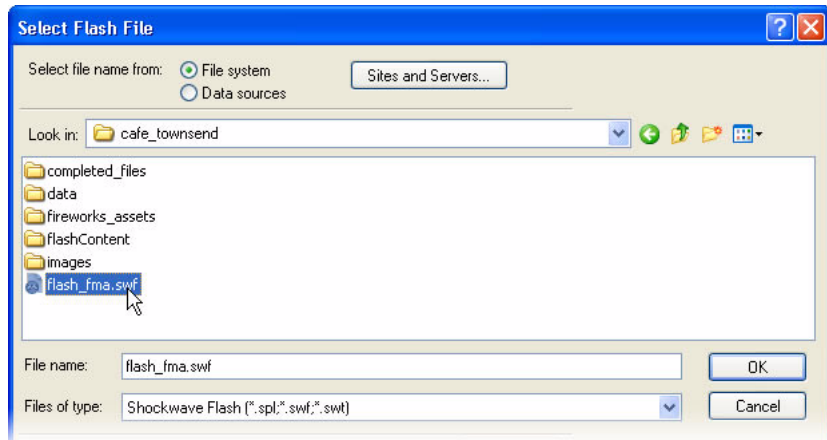 Select Flash File
Select file name from: File system Sites and Servers...
Data sources
Look in: cafe_townsend
completed_files
data
fireworks_assets
flashContent
images
flash_fma.swf
File name: flash_fma.swf OK
Files of type: Shockwave Flash (*.spl;*.swf;*.swt) Cancel